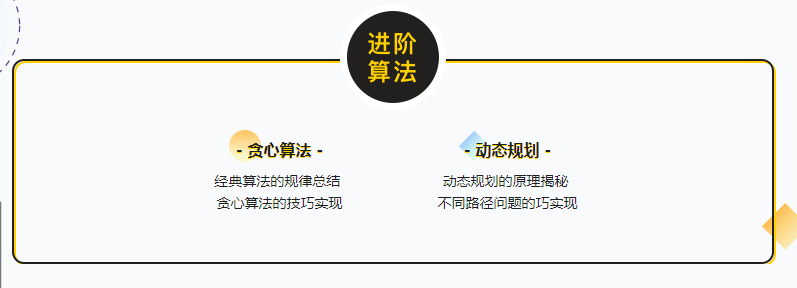 进阶
算法
- 贪心算法 -
经典算法的规律总结
贪心算法的技巧实现
- 动态规划 -
动态规划的原理揭秘
不同路径问题的巧实现